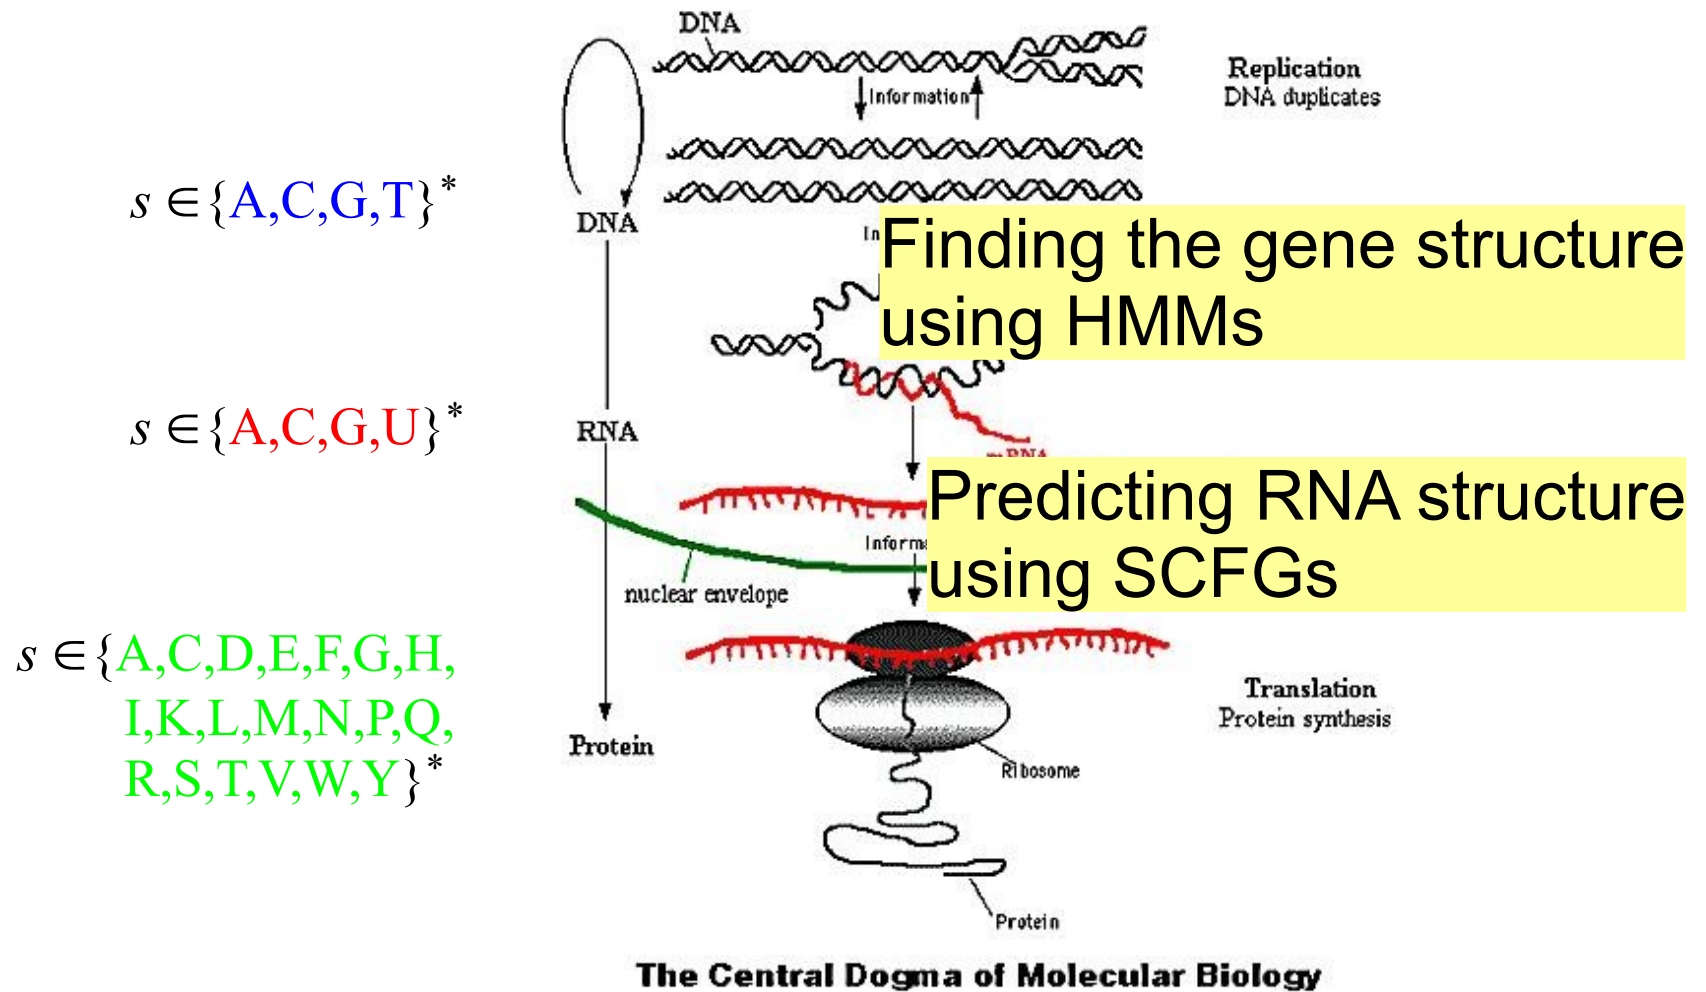 DNA
Replication
DNA duplicates
Information
s ∈{A,C,G,T}*
DNA
Finding the gene structure
using HMMs
s ∈{A,C,G,U}*
RNA
mRNA
Predicting RNA structure
using SCFGs
nuclear envelope
s ∈{A,C,D,E,F,G,H,
I,K,L,M,N,P,Q,
R,S,T,V,W,Y}*
Translation
Protein synthesis
Protein
Ribosome
Protein
The Central Dogma of Molecular Biology